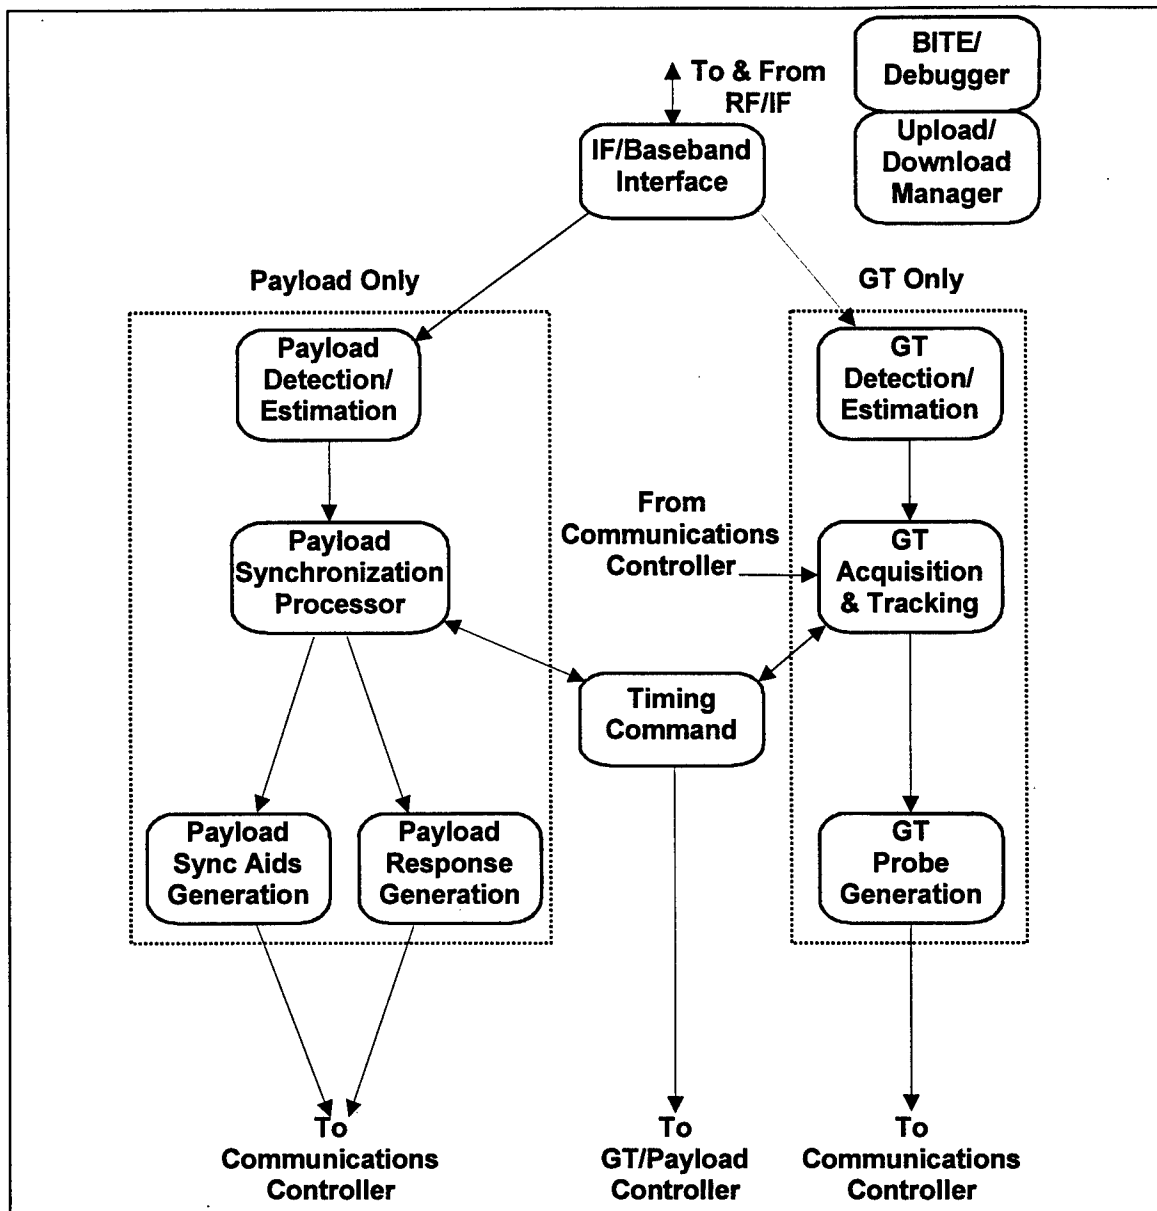 BITE/
Debugger
To & From
RF/IF
Upload/
Download
Manager
IF/Baseband
Interface
Payload Only
GT Only
Payload
Detection/
Estimation
GT
Detection/
Estimation
From
Communications
Controller
Payload
Synchronization
Processor
GT
Acquisition
& Tracking
Timing
Command
Payload
Sync Aids
Generation
Payload
Response
Generation
GT
Probe
Generation
To
Communications
Controller
To
GT/Payload
Controller
To
Communications
Controller